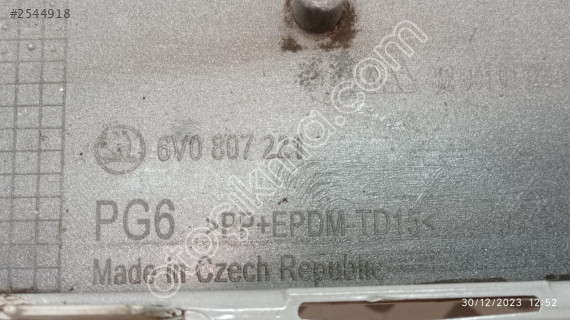 #2544918
6V0 807 221
PG6 >PP+EPDM-TD15<
Made in Czech Republic
30/12/2023 12:52